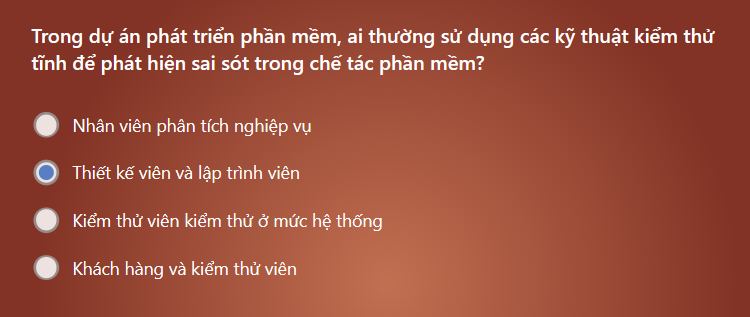 Trong dự án phát triển phần mềm, ai thường sử dụng các kỹ thuật kiểm thử
tĩnh để phát hiện sai sót trong chế tác phần mềm?
Nhân viên phân tích nghiệp vụ
Thiết kế viên và lập trình viên
Kiểm thử viên kiểm thử ở mức hệ thống
Khách hàng và kiểm thử viên